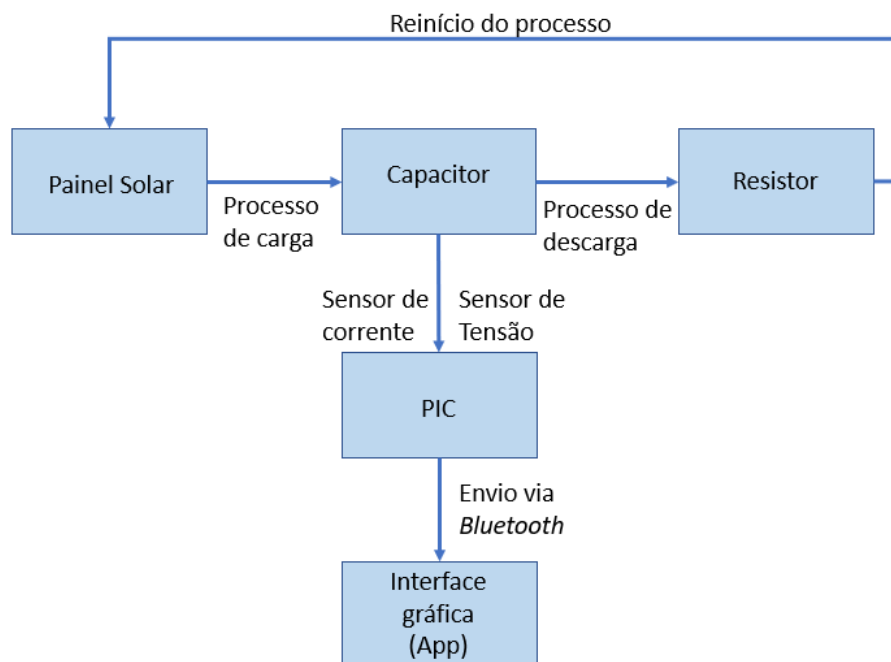 Reinício do processo
Painel Solar
Capacitor
Resistor
Processo
de carga
Processo de
descarga
Sensor de
corrente
Sensor de
Tensão
PIC
Envio via
Bluetooth
Interface
gráfica
(App)